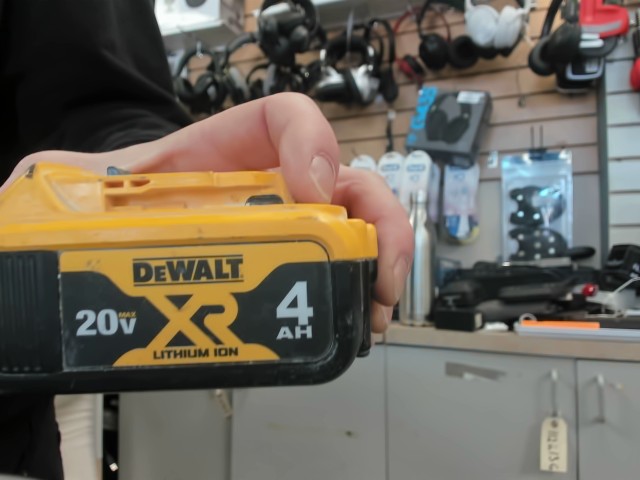 DEWALT
20V MAX
XR
4
AH
LITHIUM ION